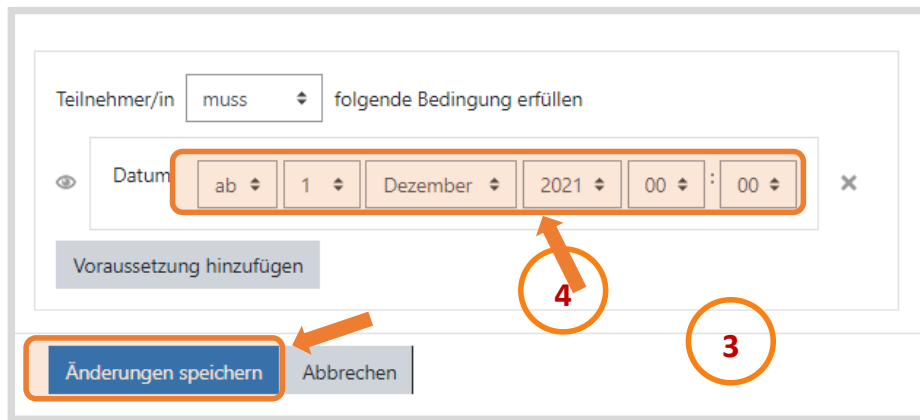 Teilnehmer/in muss folgende Bedingung erfüllen
Datum ab 1 Dezember 2021 00 : 00
Voraussetzung hinzufügen
4
3
Änderungen speichern Abbrechen